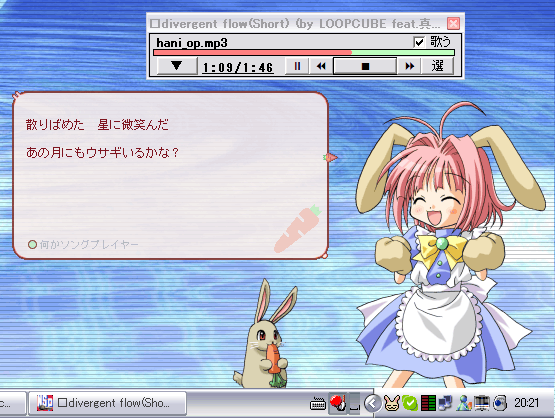 □divergent flow(Short) (by LOOPCUBE feat.真...
hani_op.mp3
歌う
1:09/1:46
選
散りばめた　星に微笑んだ
あの月にもウサギいるかな？
何かソングプレイヤー
c...
□divergent flow(Sho...
20:21